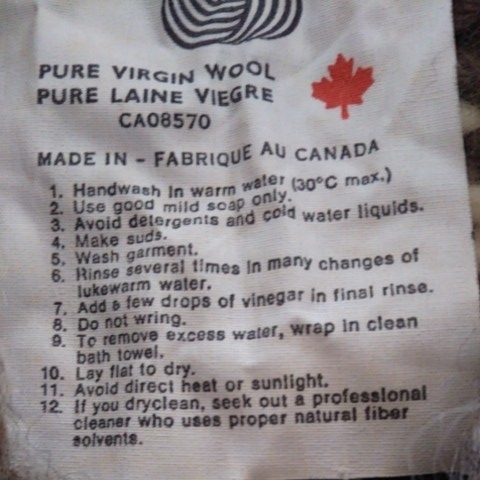 PURE VIRGIN WOOL
PURE LAINE VIEGRE
CA08570
MADE IN - FABRIQUE AU CANADA
1. Handwash in warm water (30°C max.)
2. Use good mild soap only.
3. Avoid detergents and cold water liquids.
4. Make suds.
5. Wash garment.
6. Rinse several times in many changes of
lukewarm water.
7. Add a few drops of vinegar in final rinse.
8. Do not wring.
9. To remove excess water, wrap in clean
bath towel.
10. Lay flat to dry.
11. Avoid direct heat or sunlight.
12. If you dryclean, seek out a professional
cleaner who uses proper natural fiber
solvents.